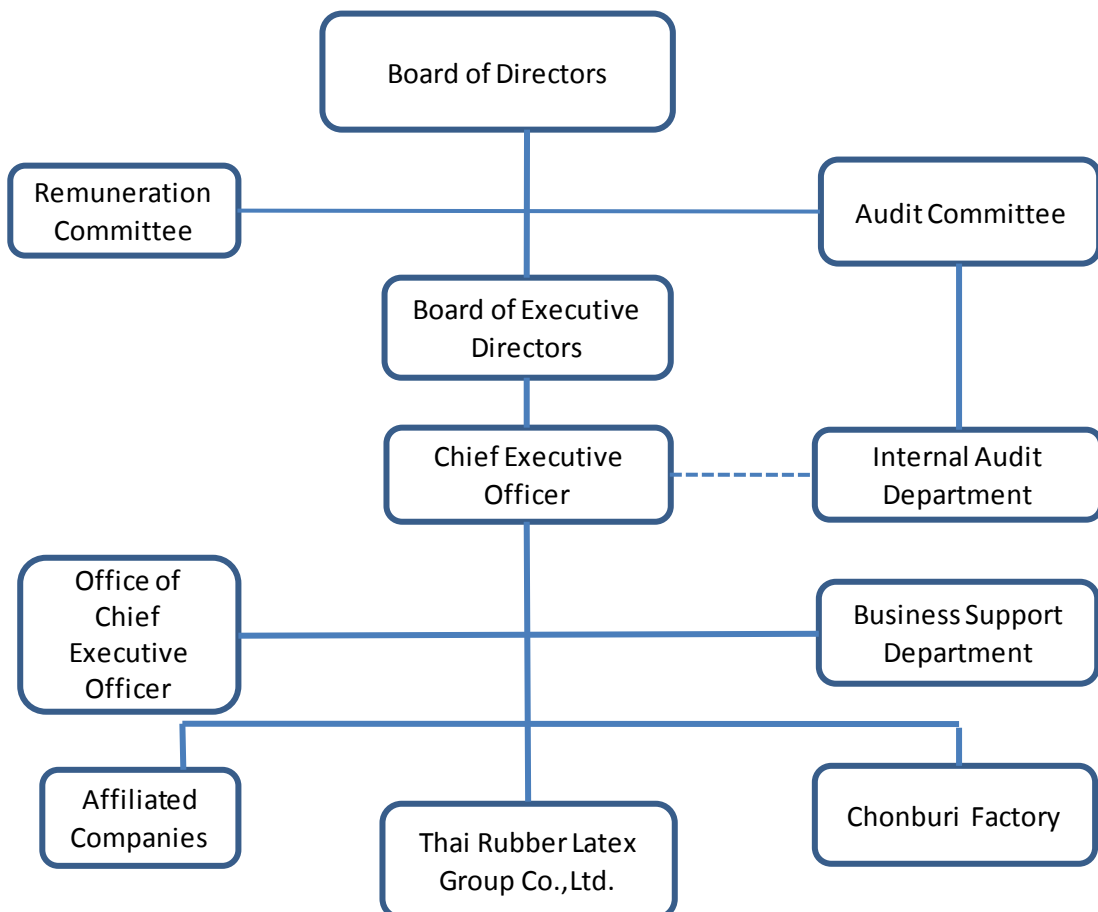 Board of Directors
Remuneration
Committee
Audit Committee
Board of Executive
Directors
Chief Executive
Officer
Internal Audit
Department
Office of
Chief
Executive
Officer
Business Support
Department
Affiliated
Companies
Thai Rubber Latex
Group Co.,Ltd.
Chonburi Factory